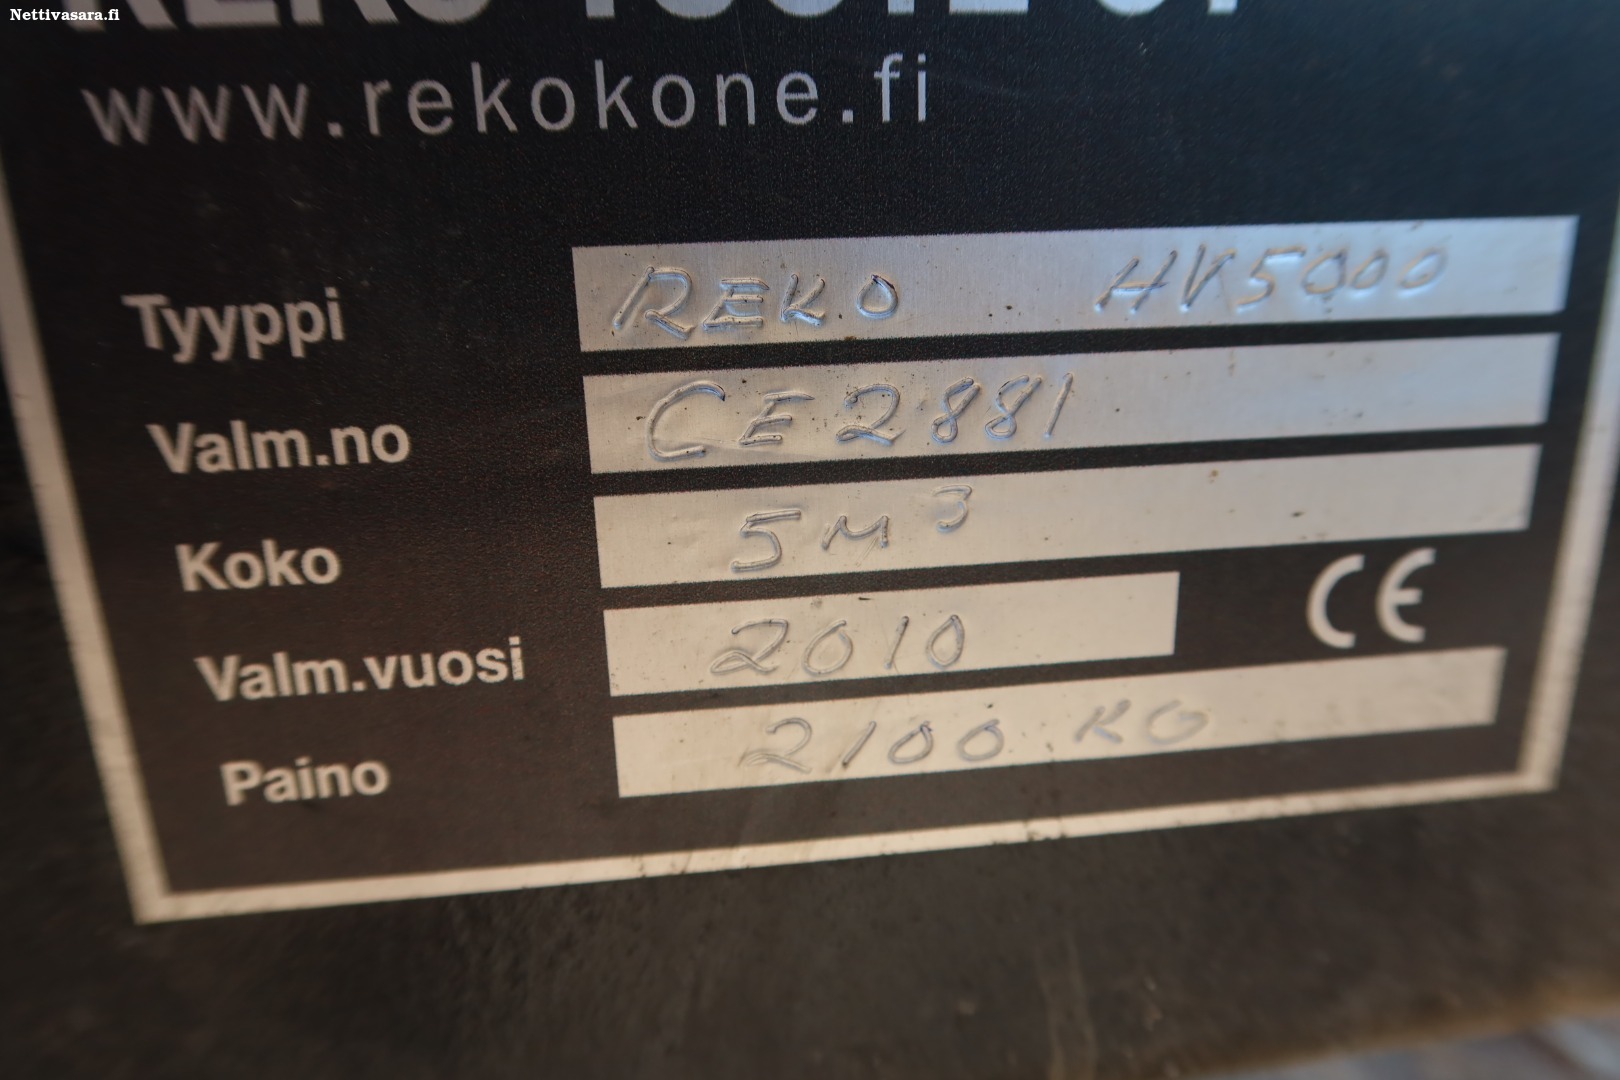 Nettivasara.fi
www.rekokone.fi
Tyyppi REKO HK5000
Valm.no CE2881
Koko 5M³
Valm.vuosi 2010
CE
Paino 2100 KG